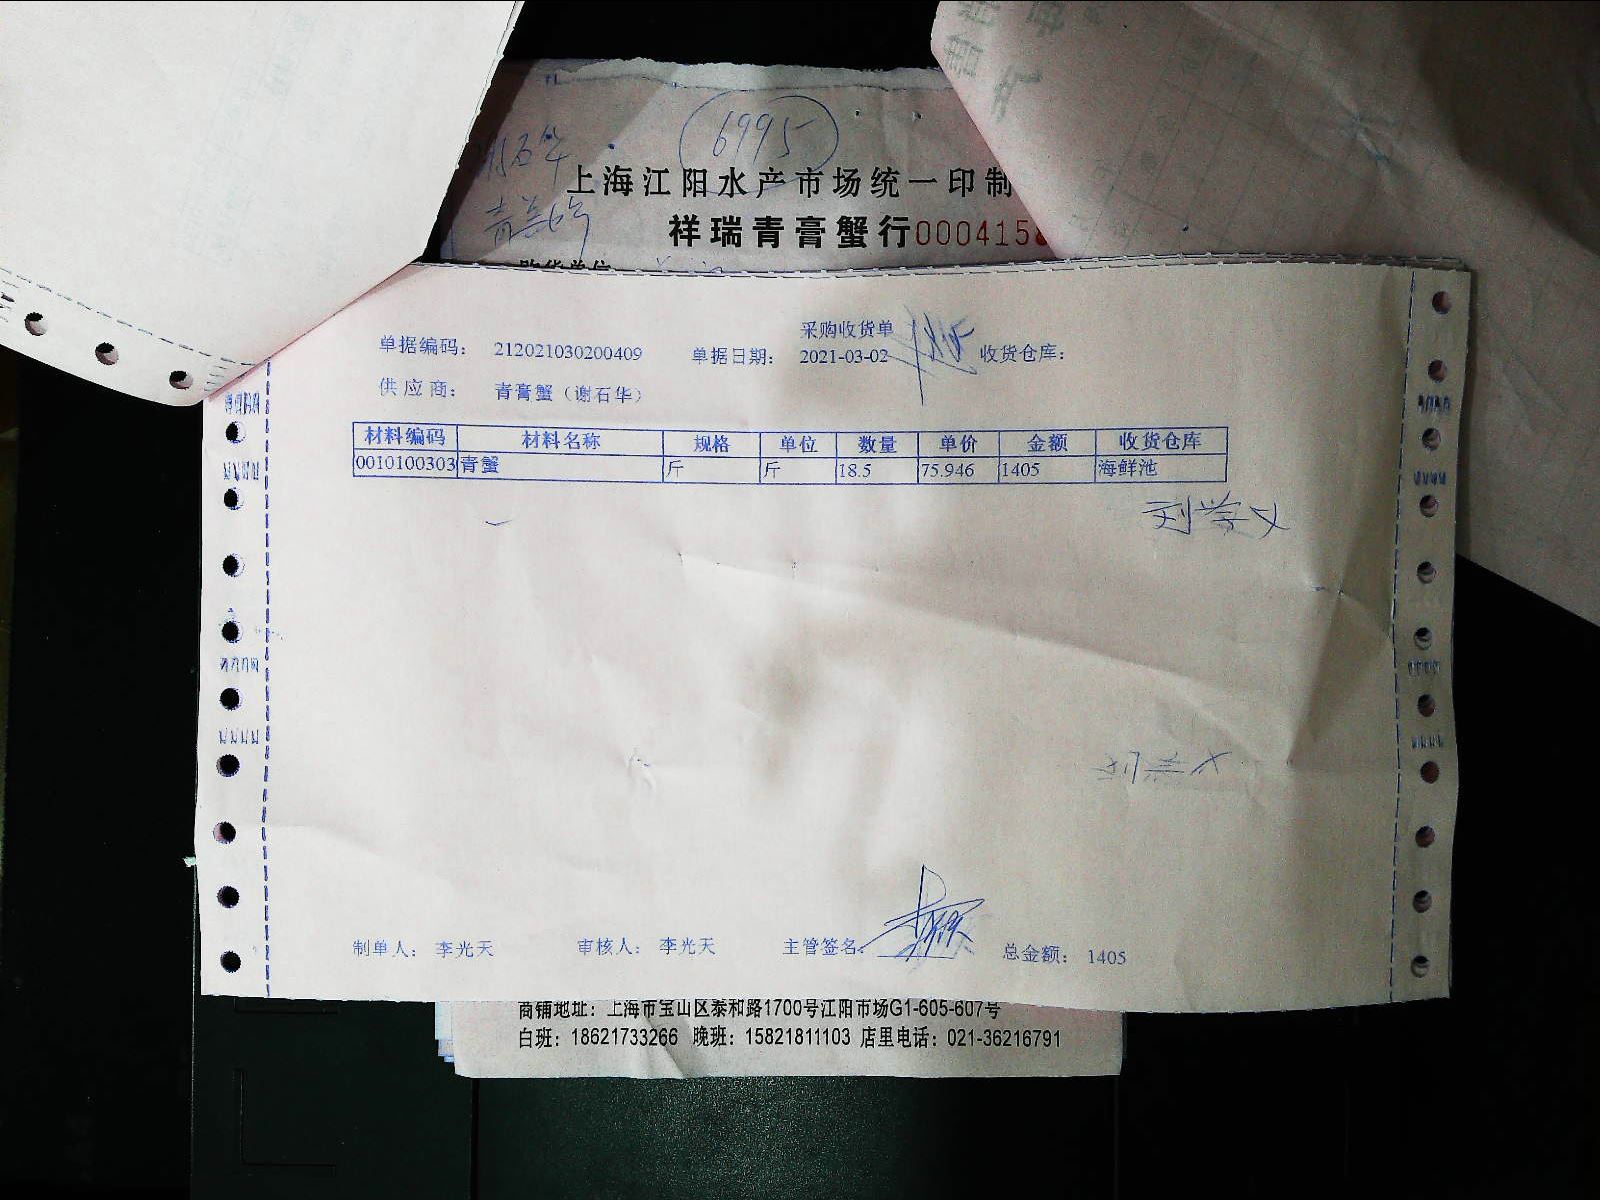 6995
上海江阳水产市场统一印制
祥瑞青膏蟹行000415
采购收货单
单据编码： 212021030200409 单据日期： 2021-03-02 收货仓库：
供应商： 青膏蟹（谢石华）
材料编码 材料名称 规格 单位 数量 单价 金额 收货仓库
0010100303 青蟹 斤 斤 18.5 75.946 1405 海鲜池
刘学义
制单人： 李光天 审核人： 李光天 主管签名： 总金额： 1405
商铺地址：上海市宝山区泰和路1700号江阳市场G1-605-607号
白班：18621733266 晚班：15821811103 店里电话：021-36216791